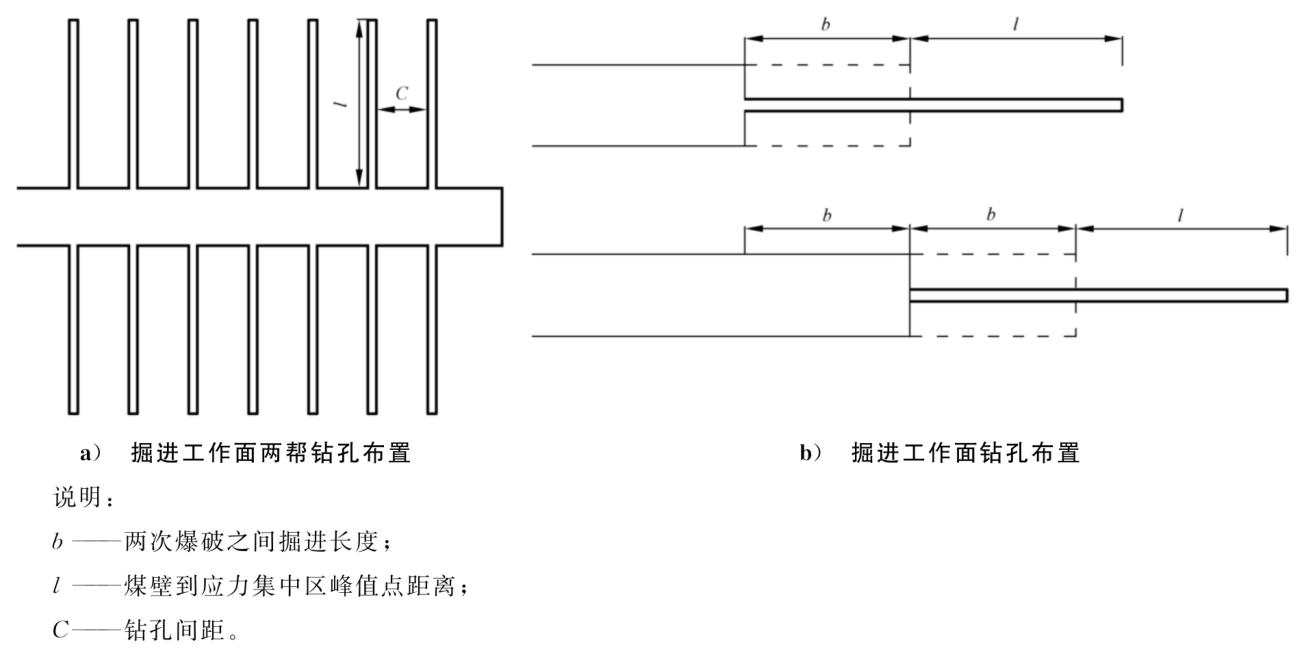 l
C
b
l
b
b
l
a） 掘进工作面两帮钻孔布置
b） 掘进工作面钻孔布置
说明：
b ——两次爆破之间掘进长度；
l ——煤壁到应力集中区峰值点距离；
C——钻孔间距。